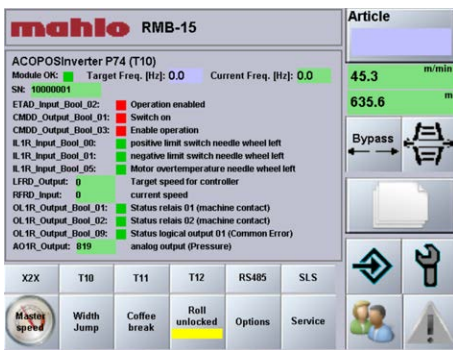 mahlo RMB-15
Article
ACOPOSInverter P74 (T10)
Module OK: Target Freq. [Hz]: 0.0 Current Freq. [Hz]: 0.0
SN: 10000001
ETAD_Input_Bool_02: Operation enabled
CMDD_Output_Bool_01: Switch on
CMDD_Output_Bool_03: Enable operation
IL1R_Input_Bool_00: positive limit switch needle wheel left
IL1R_Input_Bool_01: negative limit switch needle wheel left
IL1R_Input_Bool_05: Motor overtemperature needle wheel left
LFRD_Output: 0 Target speed for controller
RFRD_Input: 0 current speed
OL1R_Output_Bool_01: Status relais 01 (machine contact)
OL1R_Output_Bool_02: Status relais 02 (machine contact)
OL1R_Output_Bool_09: Status logical output 01 (Common Error)
AO1R_Output: 819 analog output (Pressure)
m/min
45.3
m
635.6
Bypass
X2X T10 T11 T12 RS485 SLS
Master speed
Width Jump
Coffee break
Roll unlocked
Options
Service